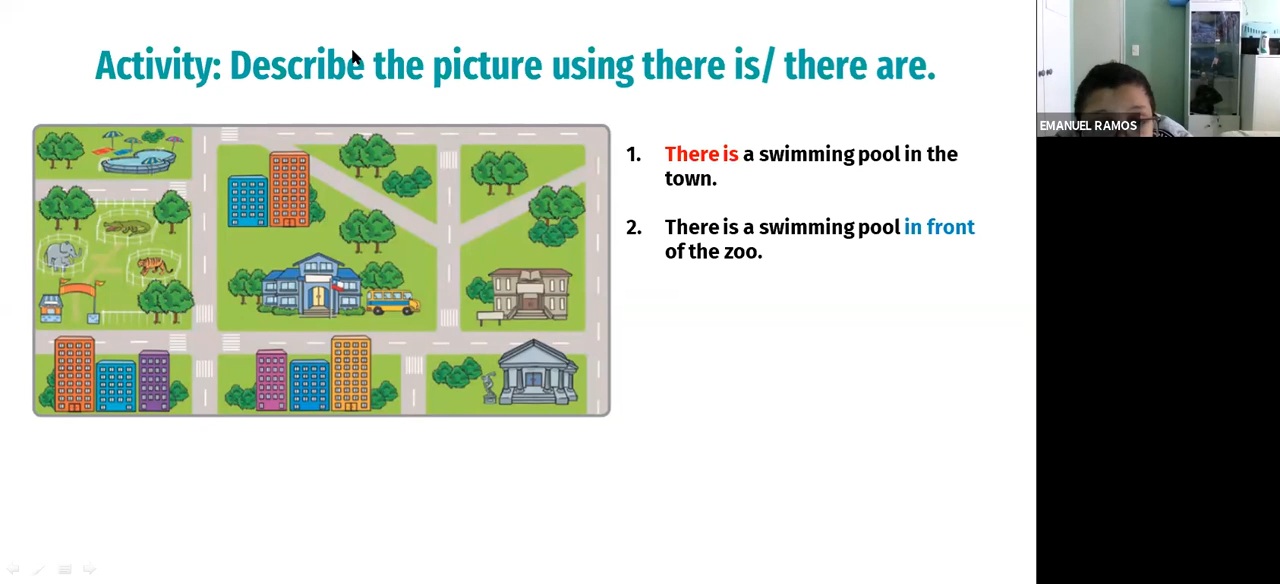 Activity: Describe the picture using there is/ there are.
EMANUEL RAMOS
1. There is a swimming pool in the
town.
2. There is a swimming pool in front
of the zoo.